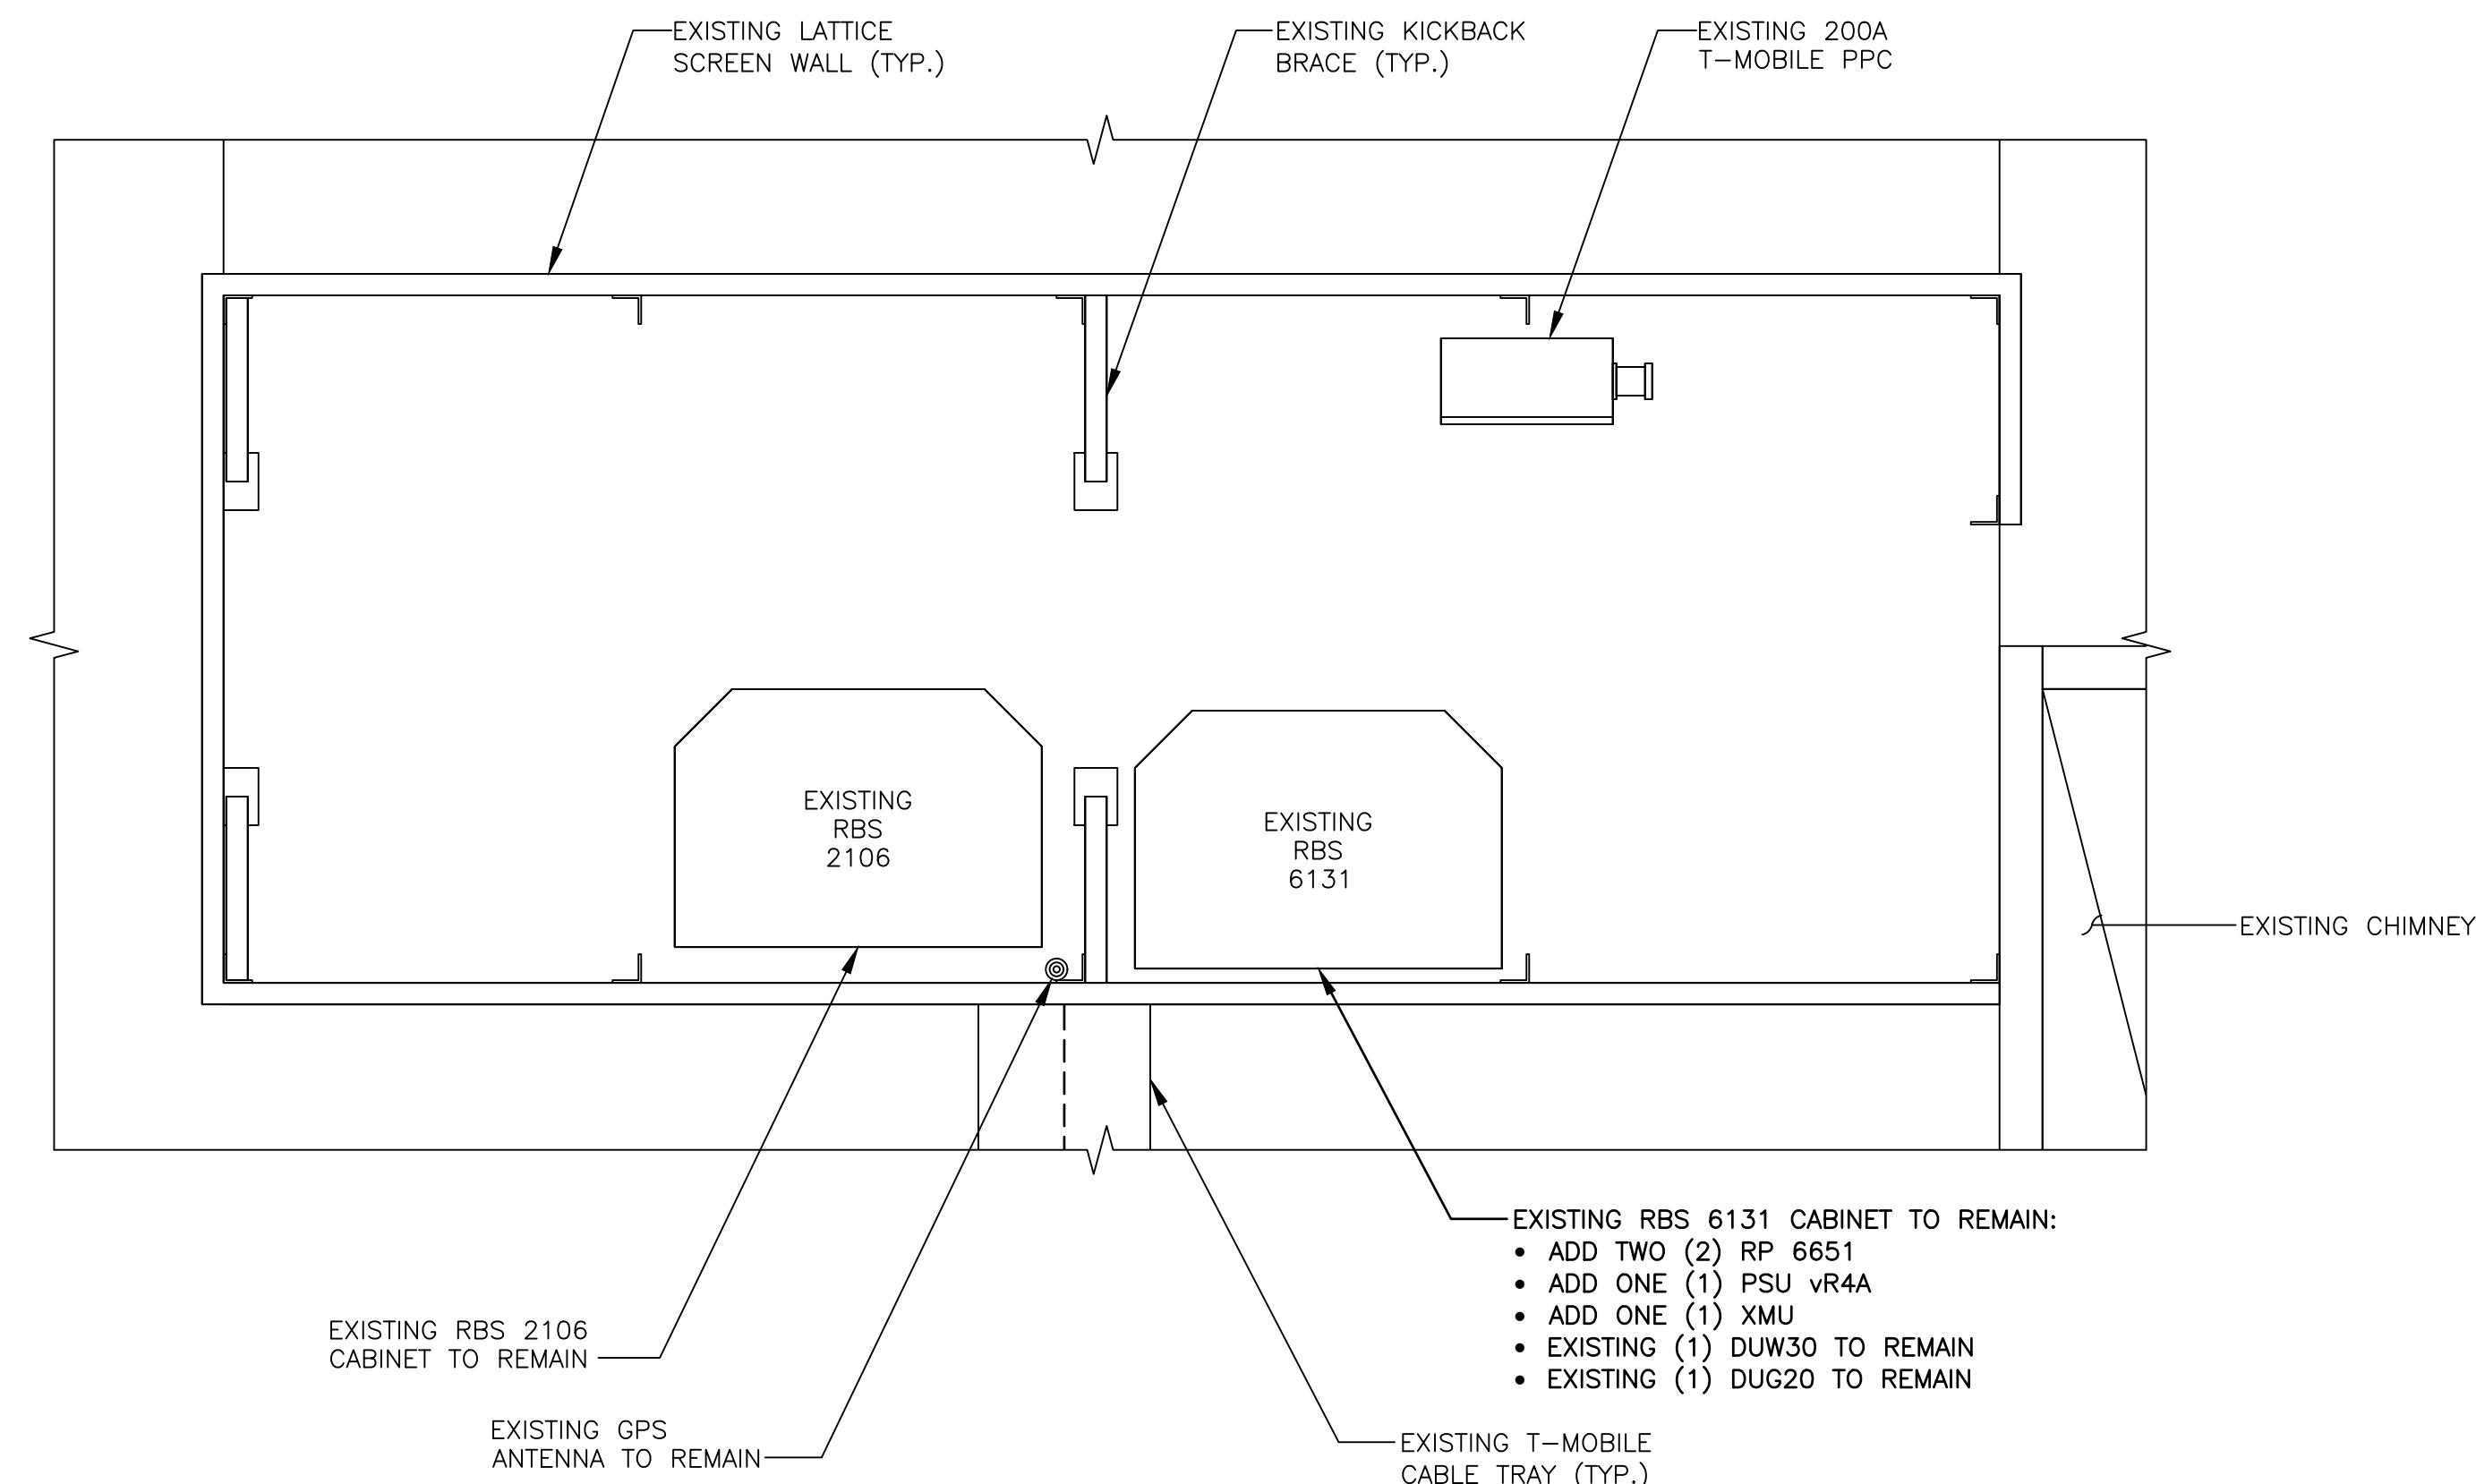 EXISTING LATTICE
SCREEN WALL (TYP.)
EXISTING KICKBACK
BRACE (TYP.)
EXISTING 200A
T-MOBILE PPC
EXISTING
RBS
2106
EXISTING
RBS
6131
EXISTING CHIMNEY
EXISTING RBS 6131 CABINET TO REMAIN:
• ADD TWO (2) RP 6651
• ADD ONE (1) PSU vR4A
• ADD ONE (1) XMU
• EXISTING (1) DUW30 TO REMAIN
• EXISTING (1) DUG20 TO REMAIN
EXISTING RBS 2106
CABINET TO REMAIN
EXISTING GPS
ANTENNA TO REMAIN
EXISTING T-MOBILE
CABLE TRAY (TYP.)